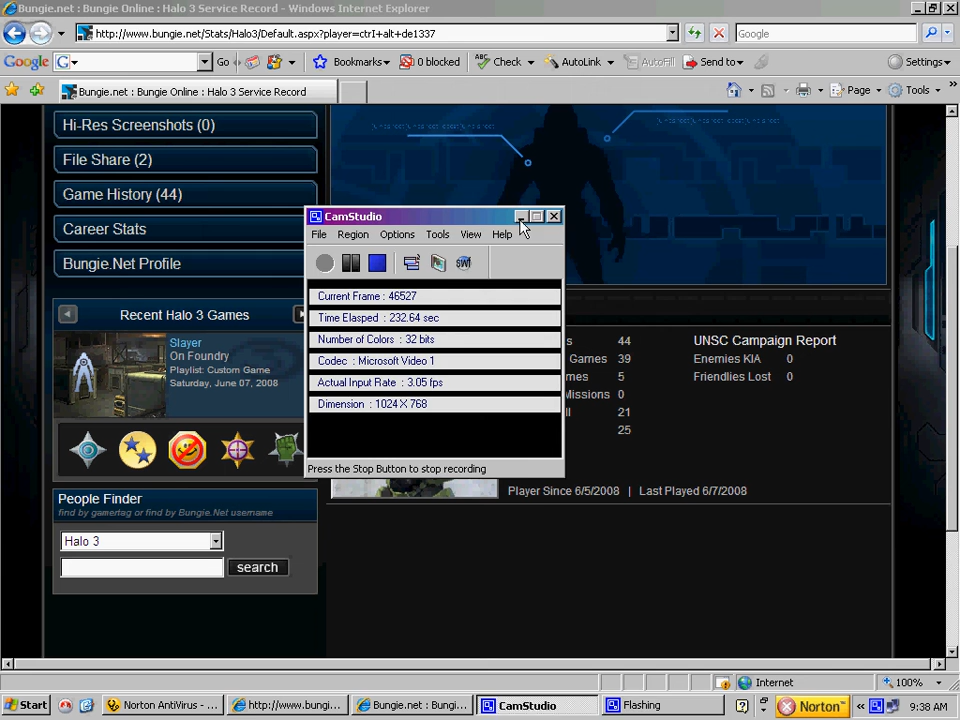 Bungie.net : Bungie Online : Halo 3 Service Record - Windows Internet Explorer
http://www.bungie.net/Stats/Halo3/Default.aspx?player=ctrl+alt+de1337
Google
Google
G
Go
Bookmarks
0 blocked
ABC
Check
AutoLink
AutoFill
Send to
Settings
Bungie.net : Bungie Online : Halo 3 Service Record
Page
Tools
Hi-Res Screenshots (0)
File Share (2)
Game History (44)
Career Stats
Bungie.Net Profile
CamStudio
File Region Options Tools View Help
SWF
Current Frame : 46527
Time Elasped : 232.64 sec
Number of Colors : 32 bits
Codec : Microsoft Video 1
Actual Input Rate : 3.05 fps
Dimension : 1024 X 768
Press the Stop Button to stop recording
Recent Halo 3 Games
Slayer
On Foundry
Playlist: Custom Game
Saturday, June 07, 2008
44
Games 39
5
Missions 0
21
25
UNSC Campaign Report
Enemies KIA 0
Friendlies Lost 0
Player Since 6/5/2008 | Last Played 6/7/2008
People Finder
find by gamertag or find by Bungie.Net username
Halo 3
search
Internet
100%
Start
Norton AntiVirus - ...
http://www.bungi...
Bungie.net : Bungi...
CamStudio
Flashing
Norton
9:38 AM